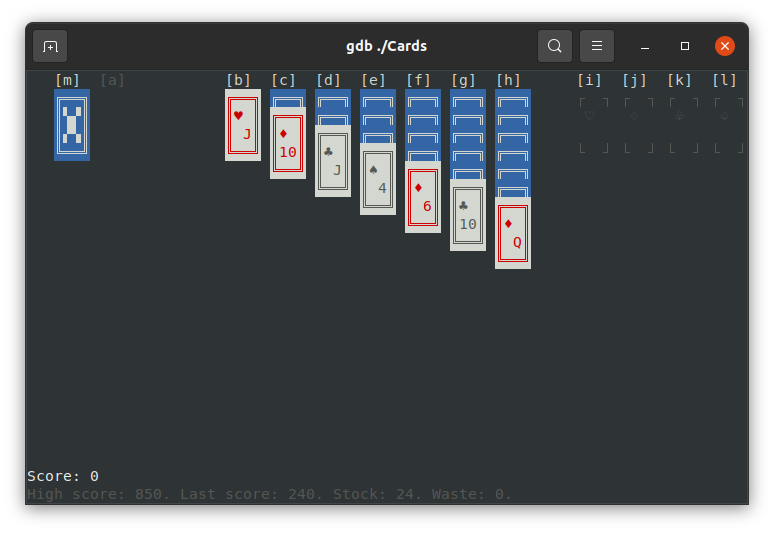 gdb ./Cards
[m] [a] [b] [c] [d] [e] [f] [g] [h] [i] [j] [k] [l]
♥ J
♦ 10
♣ J
♠ 4
♦ 6
♣ 10
♦ Q
♡ ♢ ♧ ♤
Score: 0
High score: 850. Last score: 240. Stock: 24. Waste: 0.